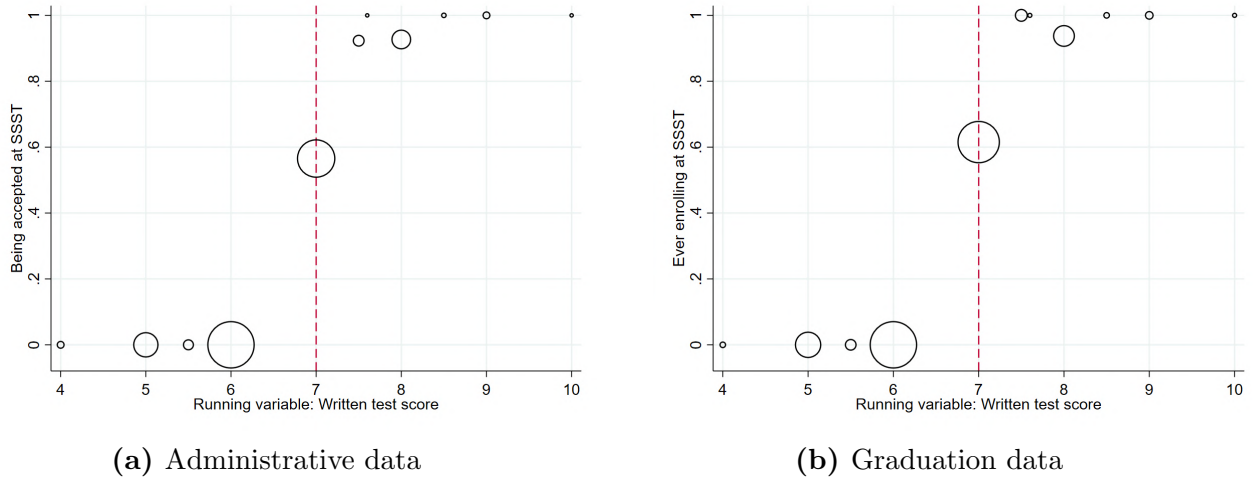 Being accepted at SSST
1
.8
.6
.4
.2
0
4 5 6 7 8 9 10
Running variable: Written test score
(a) Administrative data
Ever enrolling at SSST
1
.8
.6
.4
.2
0
4 5 6 7 8 9 10
Running variable: Written test score
(b) Graduation data